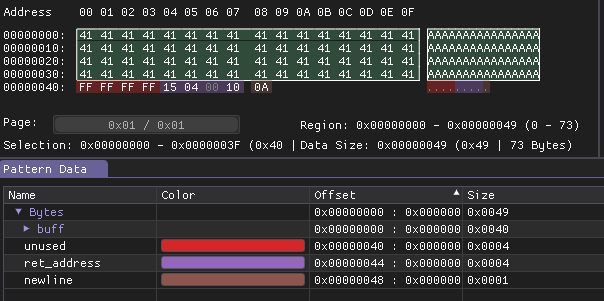 Address 00 01 02 03 04 05 06 07 08 09 0A 0B 0C 0D 0E 0F
00000000: 41 41 41 41 41 41 41 41 41 41 41 41 41 41 41 41 AAAAAAAAAAAAAAAA
00000010: 41 41 41 41 41 41 41 41 41 41 41 41 41 41 41 41 AAAAAAAAAAAAAAAA
00000020: 41 41 41 41 41 41 41 41 41 41 41 41 41 41 41 41 AAAAAAAAAAAAAAAA
00000030: 41 41 41 41 41 41 41 41 41 41 41 41 41 41 41 41 AAAAAAAAAAAAAAAA
00000040: FF FF FF FF 15 04 00 10 0A .........
Page: 0x01 / 0x01 Region: 0x00000000 - 0x00000049 (0 - 73)
Selection: 0x00000000 - 0x0000003F (0x40 | Data Size: 0x00000049 (0x49 | 73 Bytes)
Pattern Data
Name Color Offset Size
▼ Bytes 0x00000000 : 0x000000 0x0049
▶ buff 0x00000000 : 0x000000 0x0040
unused 0x00000040 : 0x000000 0x0004
ret_address 0x00000044 : 0x000000 0x0004
newline 0x00000048 : 0x000000 0x0001